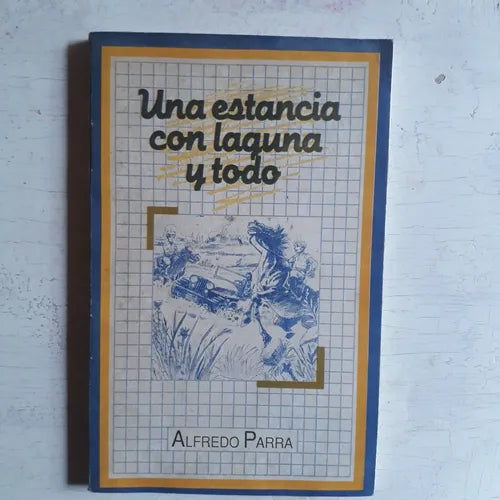 Una estancia
con laguna
y todo
ALFREDO PARRA